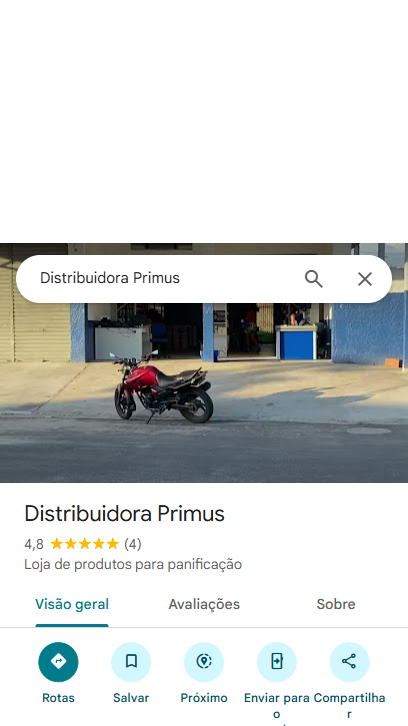 Distribuidora Primus
Distribuidora Primus
4,8 (4)
Loja de produtos para panificação
Visão geral Avaliações Sobre
Rotas Salvar Próximo Enviar para o Compartilhar